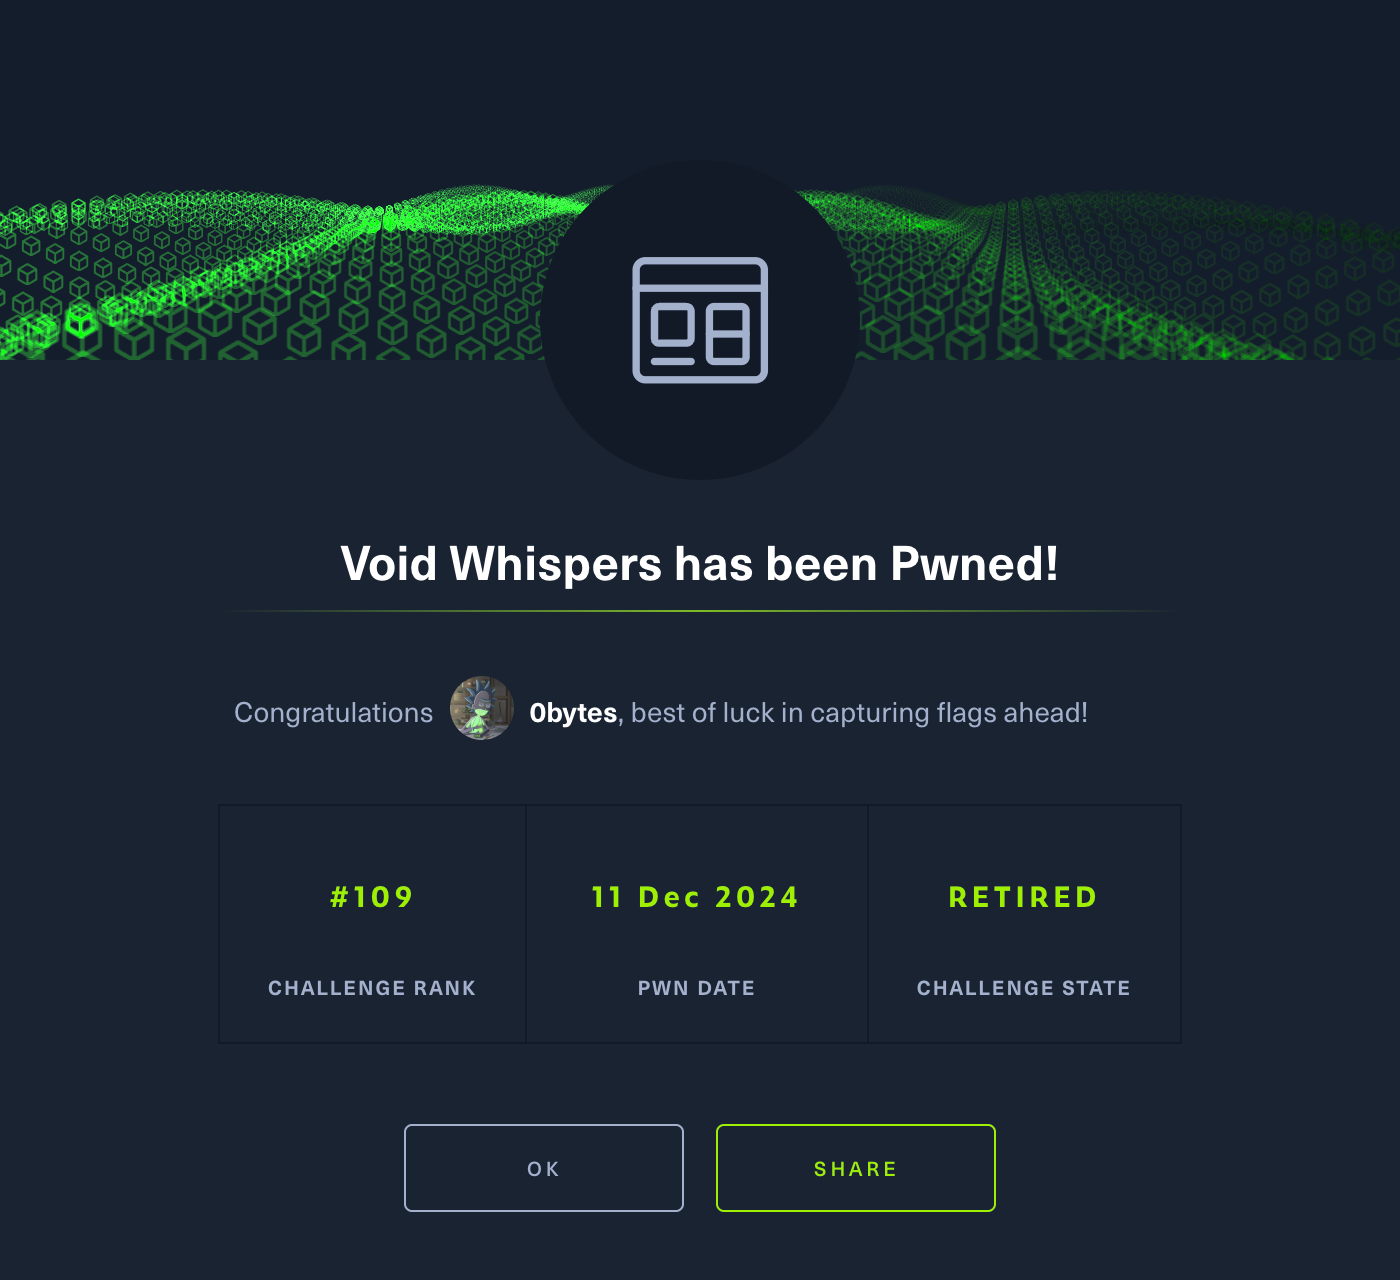 Void Whispers has been Pwned!
Congratulations 0bytes, best of luck in capturing flags ahead!
#109
CHALLENGE RANK
11 Dec 2024
PWN DATE
RETIRED
CHALLENGE STATE
OK
SHARE